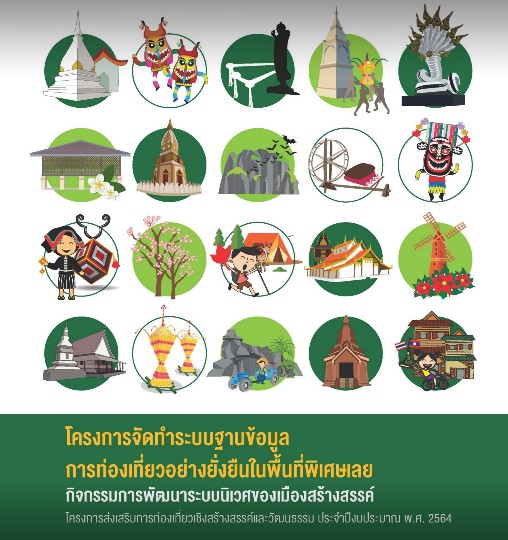 โครงการจัดทำระบบฐานข้อมูล
การท่องเที่ยวอย่างยั่งยืนในพื้นที่พิเศษเลย
กิจกรรมการพัฒนาระบบนิเวศของเมืองสร้างสรรค์
โครงการส่งเสริมการท่องเที่ยวเชิงสร้างสรรค์และวัฒนธรรม ประจำปีงบประมาณ พ.ศ. 2564